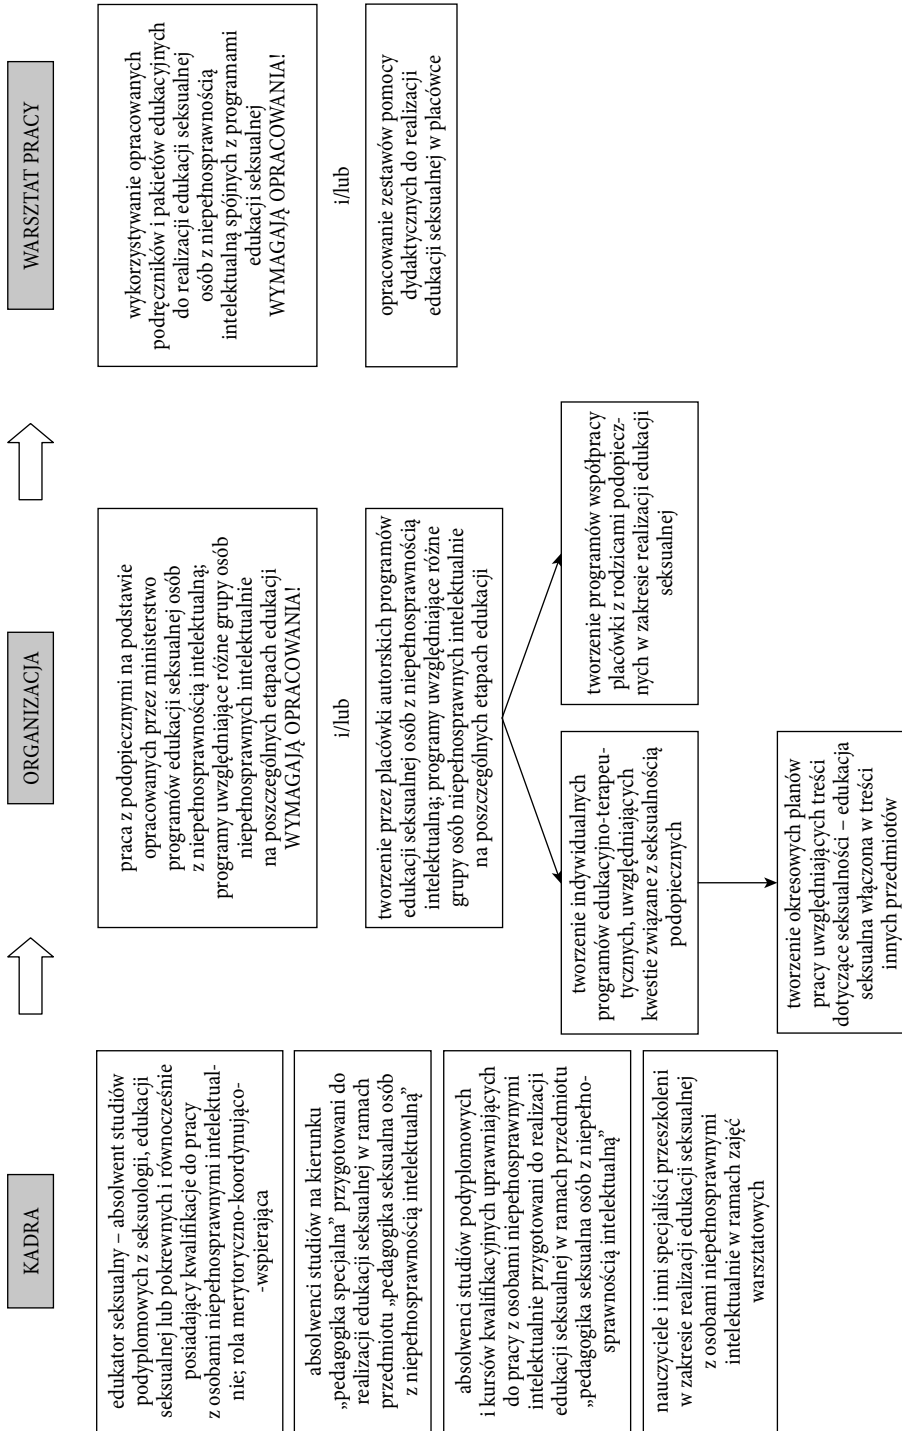 KADRA
edukator seksualny – absolwent studiów
podyplomowych z seksuologii, edukacji
seksualnej lub pokrewnych i równocześnie
posiadający kwalifikacje do pracy
z osobami niepełnosprawnymi intelektual-
nie; rola merytoryczno-koordynująco-
-wspierająca
absolwenci studiów na kierunku
„pedagogika specjalna” przygotowani do
realizacji edukacji seksualnej w ramach
przedmiotu „pedagogika seksualna osób
z niepełnosprawnością intelektualną”
absolwenci studiów podyplomowych
i kursów kwalifikacyjnych uprawniających
do pracy z osobami niepełnosprawnymi
intelektualnie przygotowani do realizacji
edukacji seksualnej w ramach przedmiotu
„pedagogika seksualna osób z niepełno-
sprawnością intelektualną”
nauczyciele i inni specjaliści przeszkoleni
w zakresie realizacji edukacji seksualnej
z osobami niepełnosprawnymi
intelektualnie w ramach zajęć
warsztatowych
ORGANIZACJA
praca z podopiecznymi na podstawie
opracowanych przez ministerstwo
programów edukacji seksualnej osób
z niepełnosprawnością intelektualną;
programy uwzględniające różne grupy osób
niepełnosprawnych intelektualnie
na poszczególnych etapach edukacji
WYMAGAJĄ OPRACOWANIA!
i/lub
tworzenie przez placówki autorskich programów
edukacji seksualnej osób z niepełnosprawnością
intelektualną; programy uwzględniające różne
grupy osób niepełnosprawnych intelektualnie
na poszczególnych etapach edukacji
tworzenie indywidualnych
programów edukacyjno-terapeu-
tycznych, uwzględniających
kwestie związane z seksualnością
podopiecznych
tworzenie programów współpracy
placówki z rodzicami podopiecz-
nych w zakresie realizacji edukacji
seksualnej
tworzenie okresowych planów
pracy uwzględniających treści
dotyczące seksualności – edukacja
seksualna włączona w treści
innych przedmiotów
WARSZTAT PRACY
wykorzystywanie opracowanych
podręczników i pakietów edukacyjnych
do realizacji edukacji seksualnej
osób z niepełnosprawnością
intelektualną spójnych z programami
edukacji seksualnej
WYMAGAJĄ OPRACOWANIA!
i/lub
opracowanie zestawów pomocy
dydaktycznych do realizacji
edukacji seksualnej w placówce